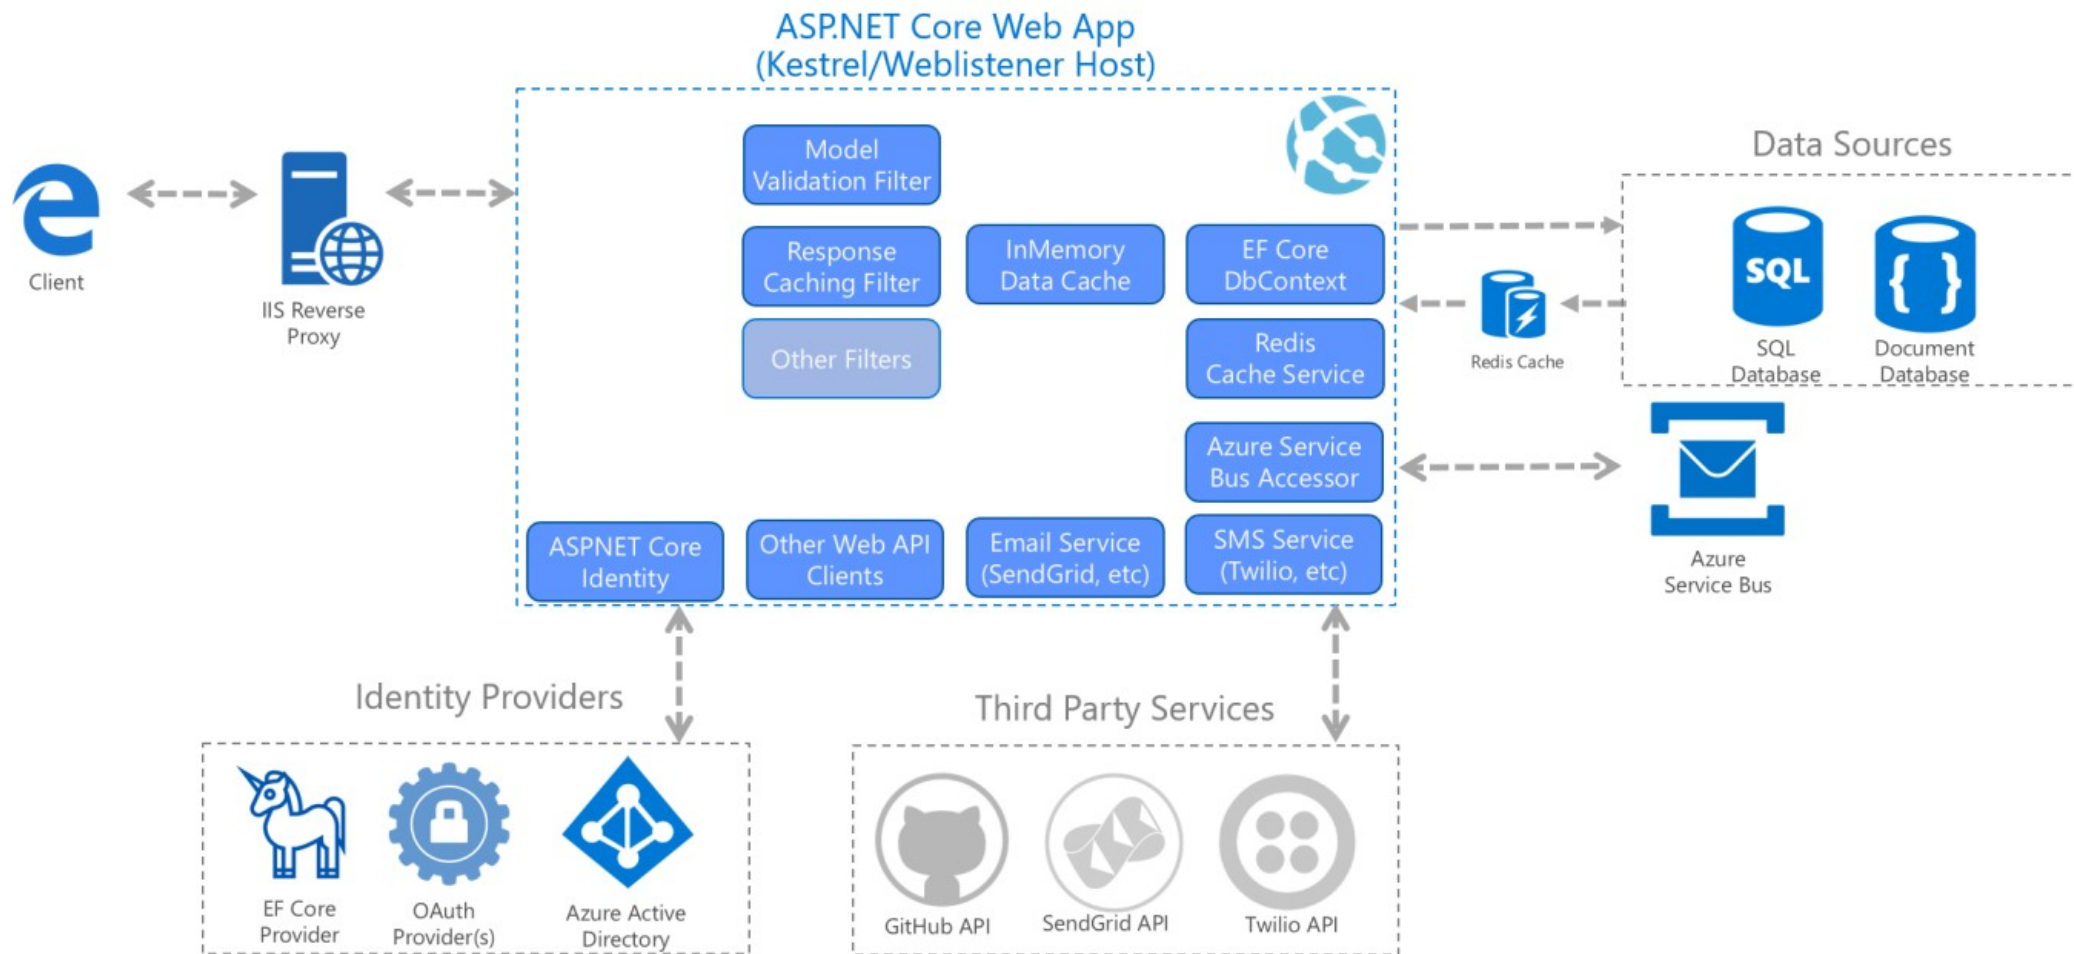 ASP.NET Core Web App
(Kestrel/Weblistener Host)
Client
IIS Reverse
Proxy
Model
Validation Filter
Response
Caching Filter
Other Filters
InMemory
Data Cache
EF Core
DbContext
Redis
Cache Service
Azure Service
Bus Accessor
ASPNET Core
Identity
Other Web API
Clients
Email Service
(SendGrid, etc)
SMS Service
(Twilio, etc)
Data Sources
SQL
SQL
Database
{ }
Document
Database
Redis Cache
Azure
Service Bus
Identity Providers
EF Core
Provider
OAuth
Provider(s)
Azure Active
Directory
Third Party Services
GitHub API
SendGrid API
Twilio API